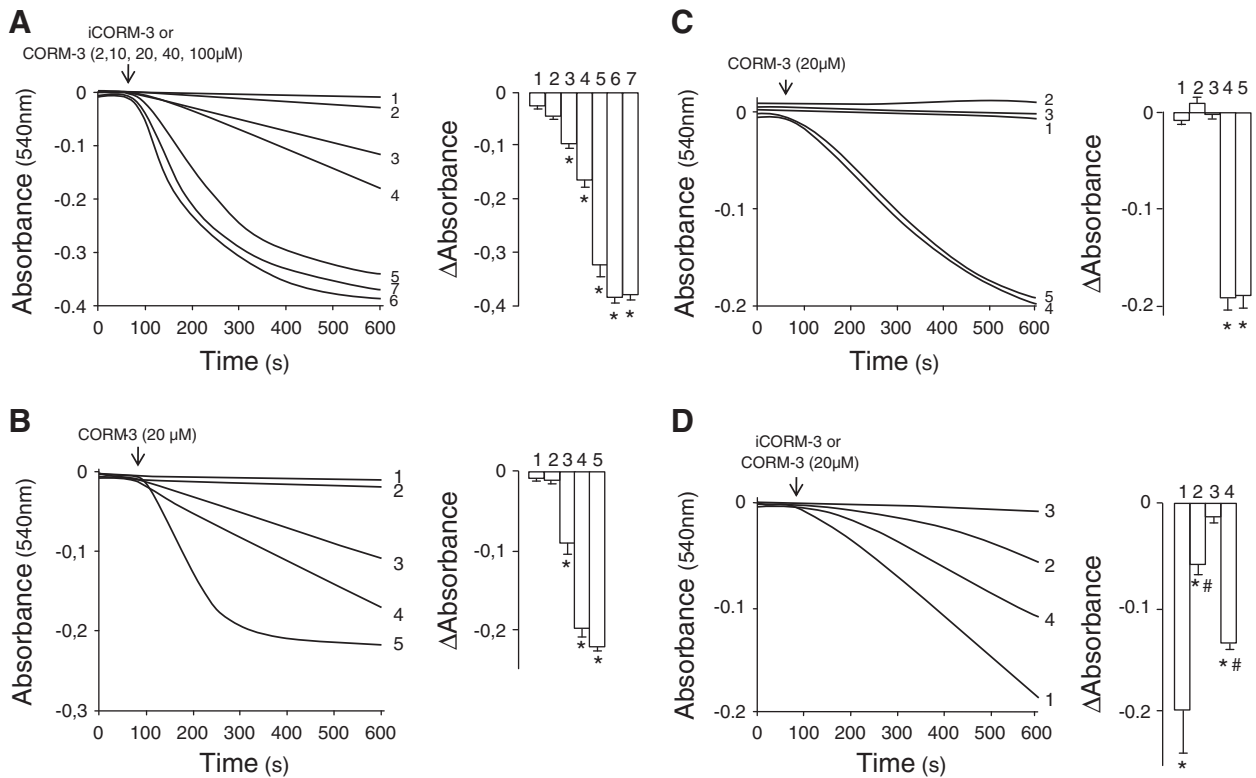 A
iCORM-3 or
CORM-3 (2,10, 20, 40, 100µM)
Absorbance (540nm)
0
-0.1
-0.2
-0.3
-0.4
0 100 200 300 400 500 600
Time (s)
1
2
3
4
5
7
6
ΔAbsorbance
0
-0,1
-0,2
-0,3
-0,4
1 2 3 4 5 6 7
*
*
*
* *
B
CORM-3 (20 µM)
Absorbance (540nm)
0
-0,1
-0,2
-0,3
0 100 200 300 400 500 600
Time (s)
1
2
3
4
5
ΔAbsorbance
0
-0,1
-0,2
1 2 3 4 5
*
* *
C
CORM-3 (20µM)
Absorbance (540nm)
0
-0.1
-0.2
0 100 200 300 400 500 600
Time (s)
2
3
1
5
4
ΔAbsorbance
0
-0.1
-0.2
1 2 3 4 5
* *
D
iCORM-3 or
CORM-3 (20µM)
Absorbance (540nm)
0
-0.1
-0.2
0 100 200 300 400 500 600
Time (s)
3
2
4
1
ΔAbsorbance
0
-0.1
-0.2
1 2 3 4
* #
* #
*